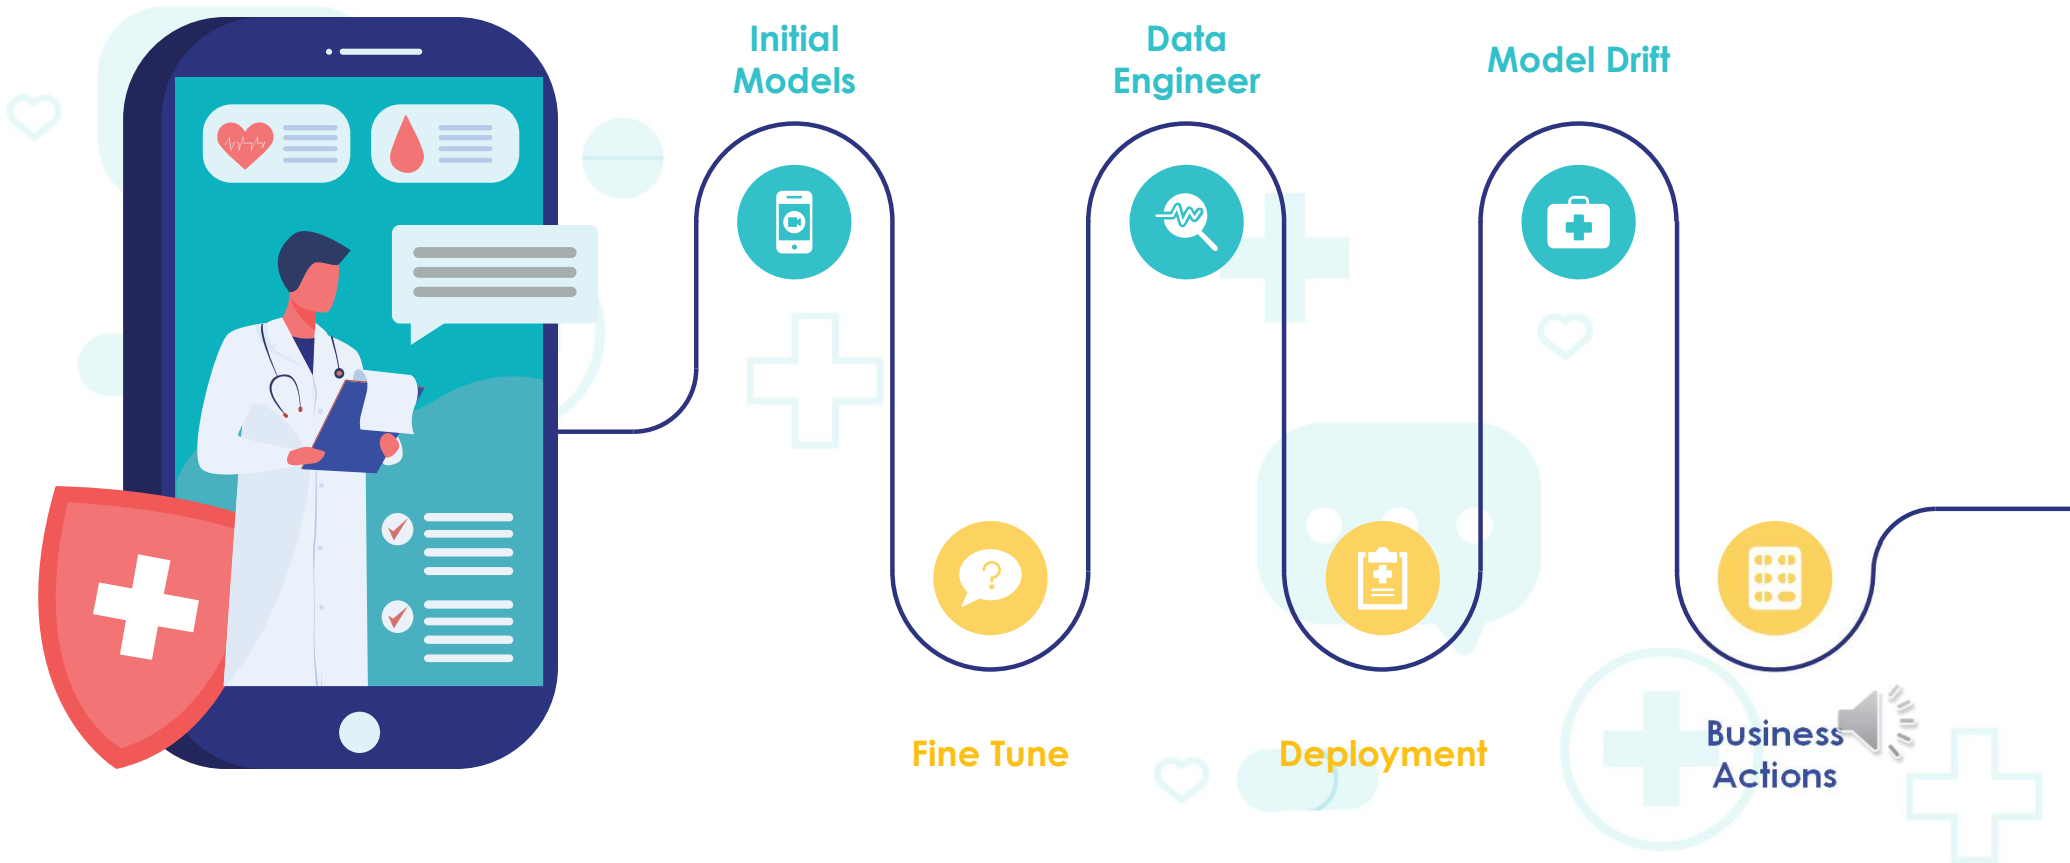 Initial
Models
Data
Engineer
Model Drift
?
Fine Tune
Deployment
Business
Actions